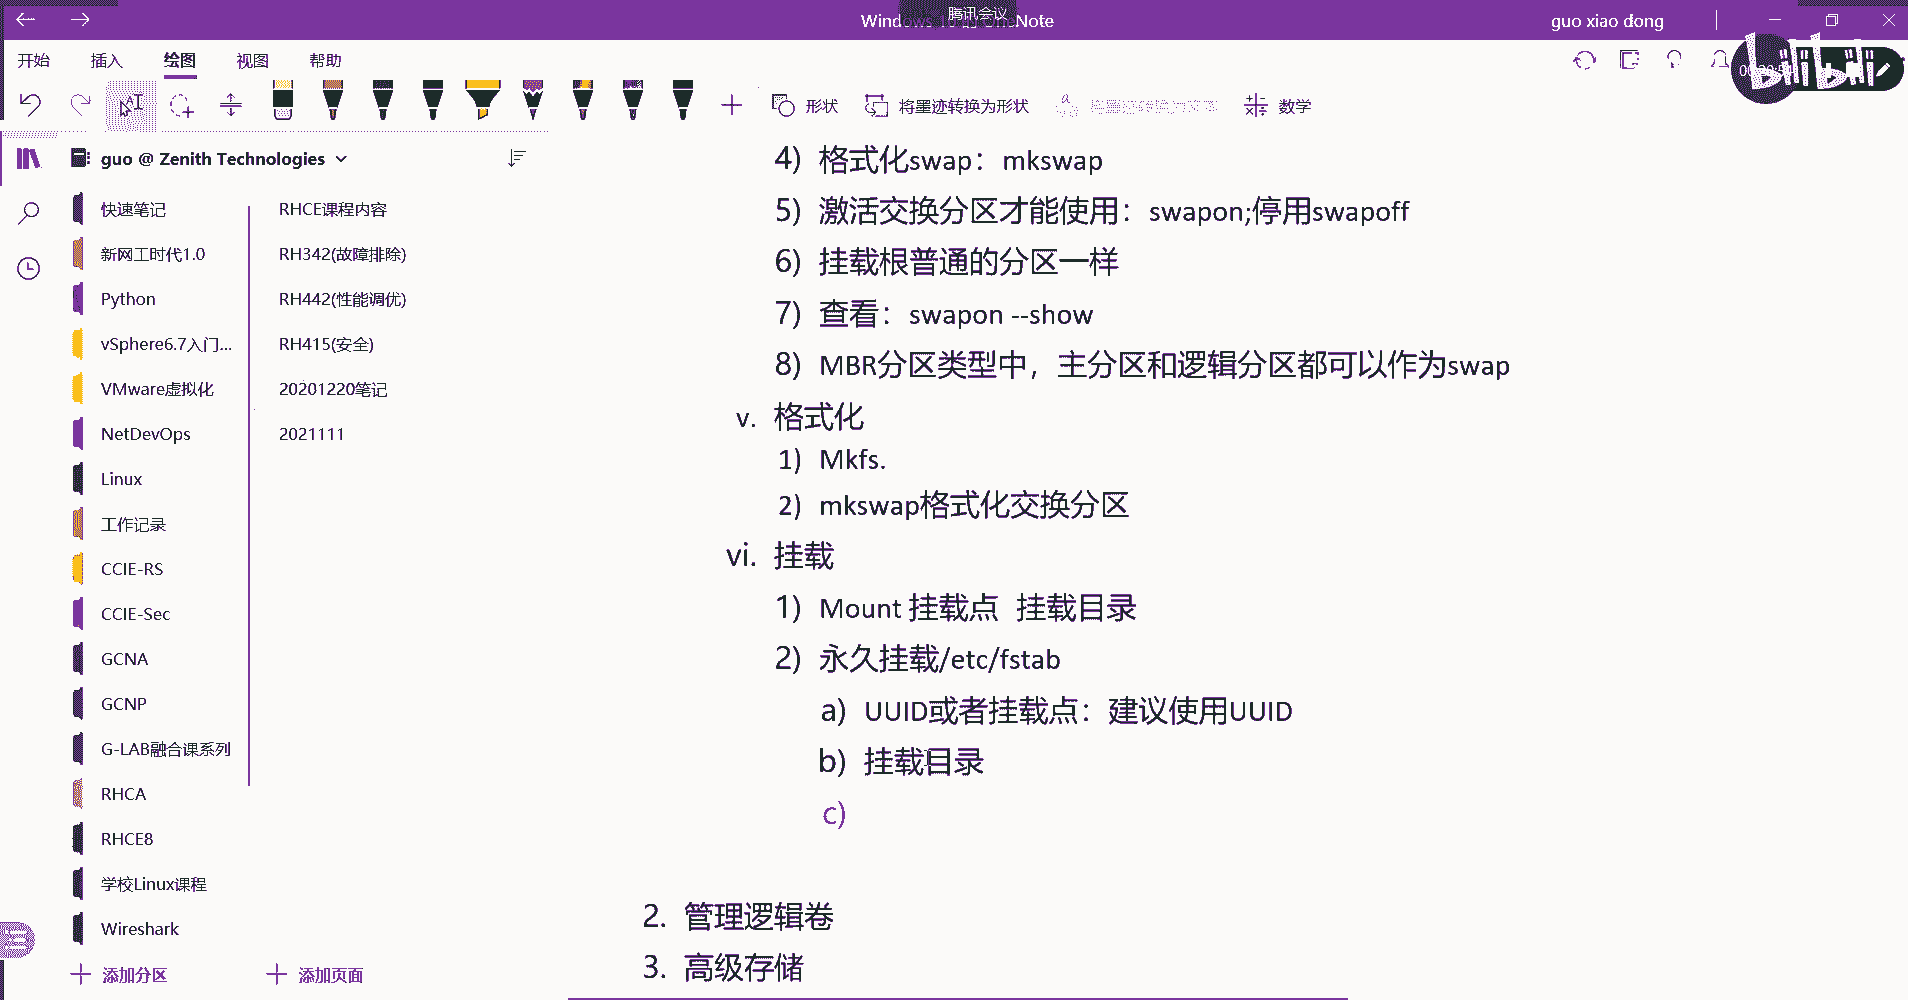 腾讯会议
guo xiao dong
开始 插入 绘图 视图 帮助
bilibili
形状 将墨迹转换为形状 数学
guo @ Zenith Technologies
快速笔记
新网工时代1.0
Python
vSphere6.7入门...
VMware虚拟化
NetDevOps
Linux
工作记录
CCIE-RS
CCIE-Sec
GCNA
GCNP
G-LAB融合课系列
RHCA
RHCE8
学校Linux课程
Wireshark
添加分区
RHCE课程内容
RH342(故障排除)
RH442(性能调优)
RH415(安全)
20201220笔记
2021111
添加页面
4) 格式化swap：mkswap
5) 激活交换分区才能使用：swapon;停用swapoff
6) 挂载根普通的分区一样
7) 查看：swapon --show
8) MBR分区类型中，主分区和逻辑分区都可以作为swap
v. 格式化
1) Mkfs.
2) mkswap格式化交换分区
vi. 挂载
1) Mount 挂载点 挂载目录
2) 永久挂载/etc/fstab
a) UUID或者挂载点：建议使用UUID
b) 挂载目录
c)
2. 管理逻辑卷
3. 高级存储